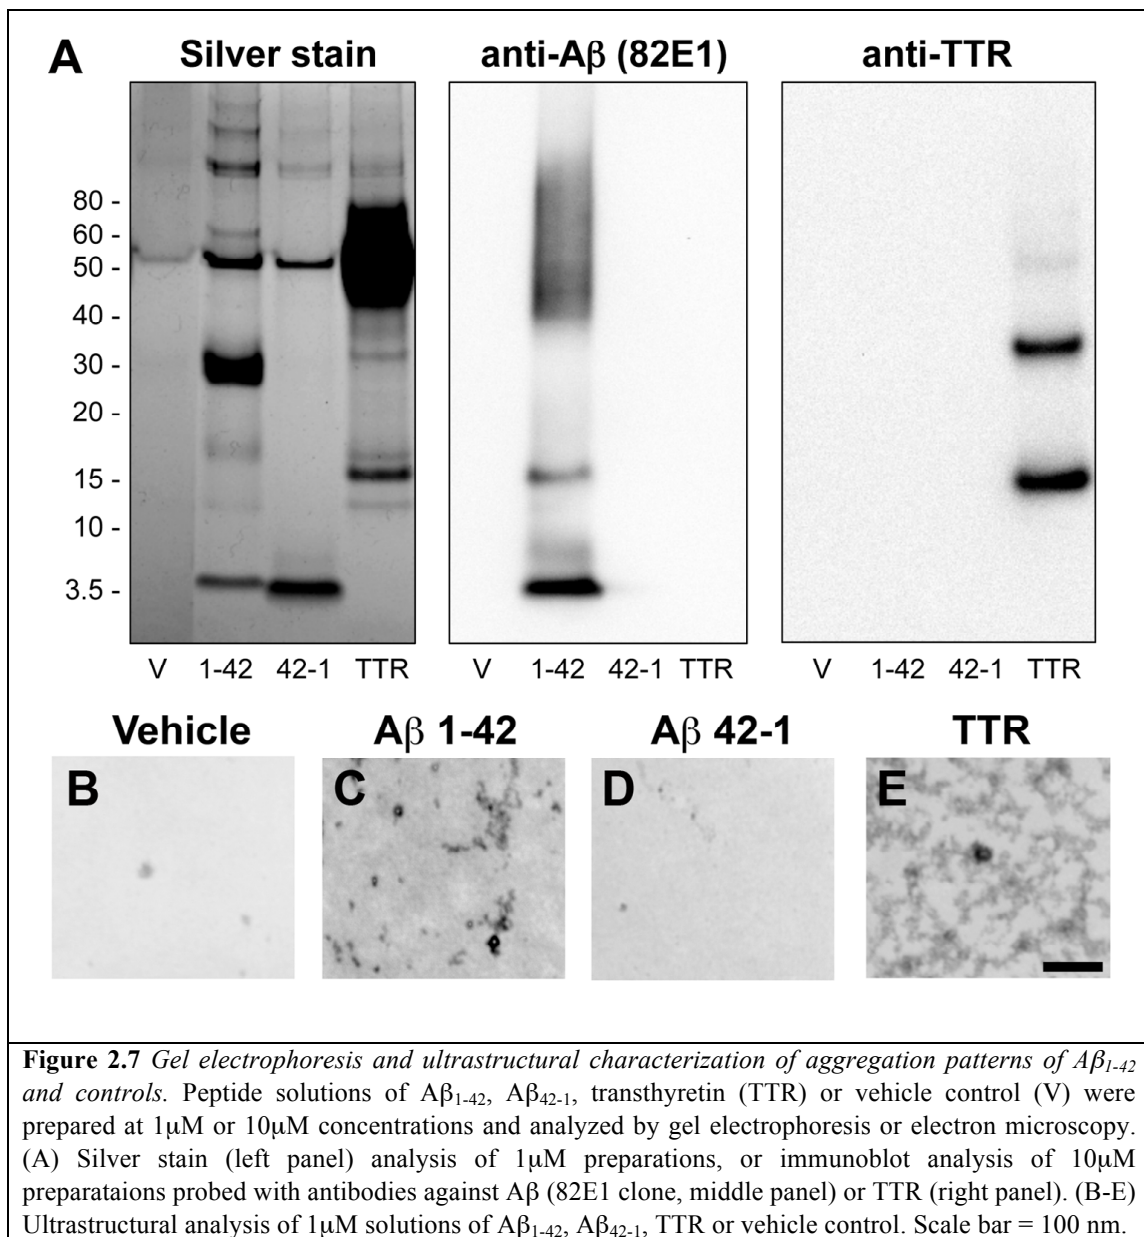 A
Silver stain
anti-Aβ (82E1)
anti-TTR
80 -
60 -
50 -
40 -
30 -
20 -
15 -
10 -
3.5 -
V 1-42 42-1 TTR
V 1-42 42-1 TTR
V 1-42 42-1 TTR
Vehicle
Aβ 1-42
Aβ 42-1
TTR
B
C
D
E
Figure 2.7 Gel electrophoresis and ultrastructural characterization of aggregation patterns of Aβ1-42
and controls. Peptide solutions of Aβ1-42, Aβ42-1, transthyretin (TTR) or vehicle control (V) were
prepared at 1μM or 10μM concentrations and analyzed by gel electrophoresis or electron microscopy.
(A) Silver stain (left panel) analysis of 1μM preparations, or immunoblot analysis of 10μM
preparataions probed with antibodies against Aβ (82E1 clone, middle panel) or TTR (right panel). (B-E)
Ultrastructural analysis of 1μM solutions of Aβ1-42, Aβ42-1, TTR or vehicle control. Scale bar = 100 nm.